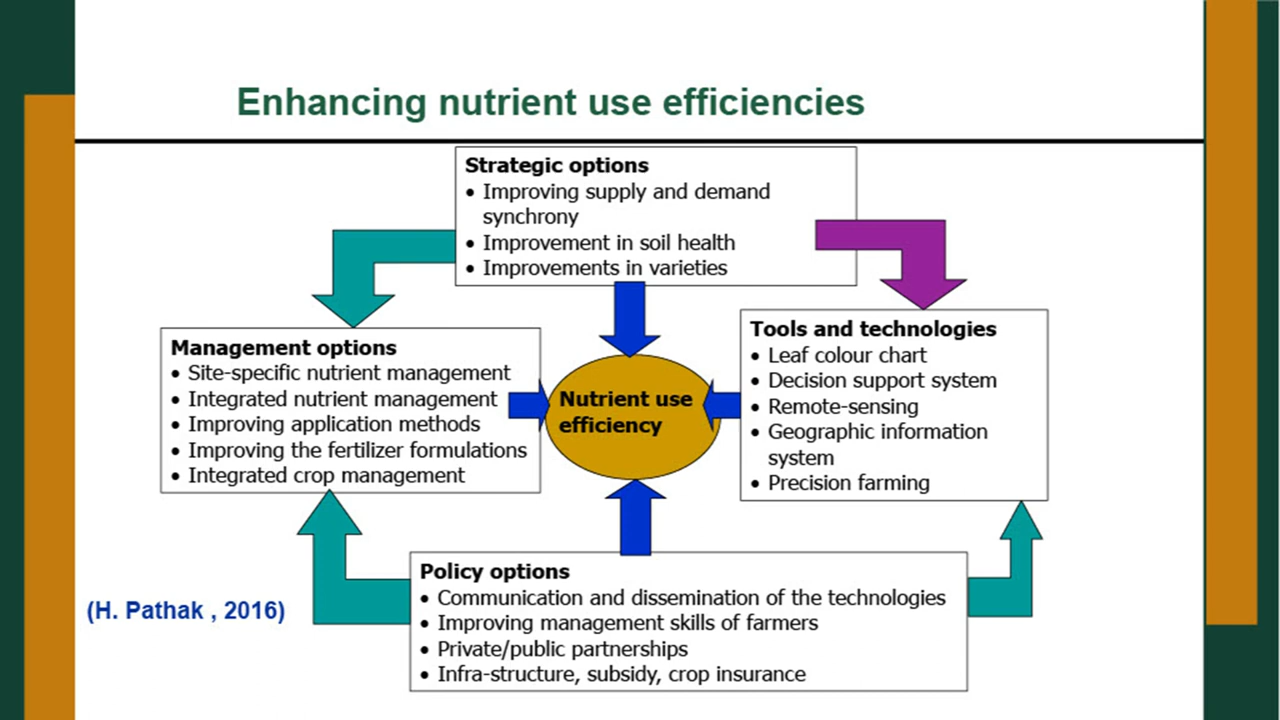 Enhancing nutrient use efficiencies
Strategic options
• Improving supply and demand
synchrony
• Improvement in soil health
• Improvements in varieties
Management options
• Site-specific nutrient management
• Integrated nutrient management
• Improving application methods
• Improving the fertilizer formulations
• Integrated crop management
Nutrient use
efficiency
Tools and technologies
• Leaf colour chart
• Decision support system
• Remote-sensing
• Geographic information
system
• Precision farming
Policy options
• Communication and dissemination of the technologies
• Improving management skills of farmers
• Private/public partnerships
• Infra-structure, subsidy, crop insurance
(H. Pathak , 2016)